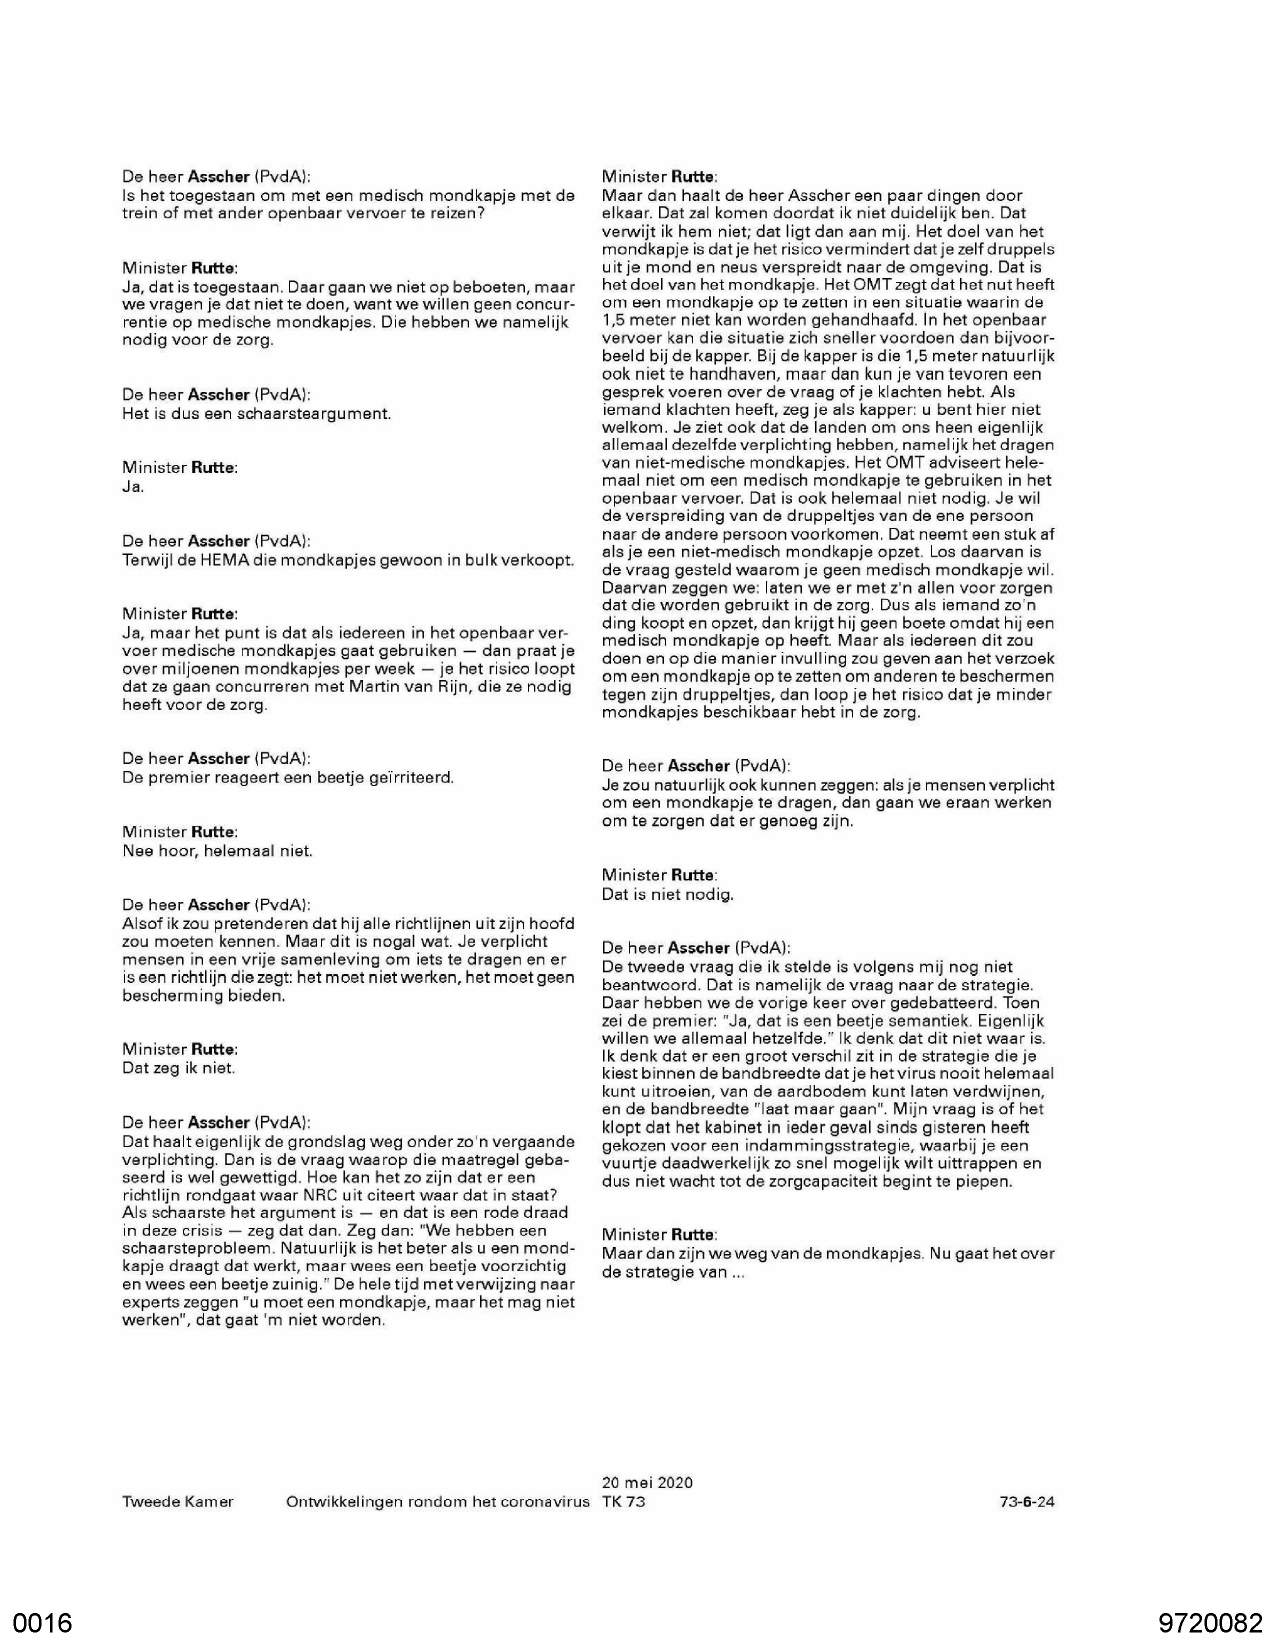 De heer Asscher (PvdA):
Is het toegestaan om met een medisch mondkapje met de
trein of met ander openbaar vervoer te reizen?
Minister Rutte:
Ja, dat is toegestaan. Daar gaan we niet op beboeten, maar
we vragen je dat niet te doen, want we willen geen concur-
rentie op medische mondkapjes. Die hebben we namelijk
nodig voor de zorg.
De heer Asscher (PvdA):
Het is dus een schaarsteargument.
Minister Rutte:
Ja.
De heer Asscher (PvdA):
Terwijl de HEMA die mondkapjes gewoon in bulk verkoopt.
Minister Rutte:
Ja, maar het punt is dat als iedereen in het openbaar ver-
voer medische mondkapjes gaat gebruiken — dan praat je
over miljoenen mondkapjes per week — je het risico loopt
dat ze gaan concurreren met Martin van Rijn, die ze nodig
heeft voor de zorg.
De heer Asscher (PvdA):
De premier reageert een beetje geïrriteerd.
Minister Rutte:
Nee hoor, helemaal niet.
De heer Asscher (PvdA):
Alsof ik zou pretenderen dat hij alle richtlijnen uit zijn hoofd
zou moeten kennen. Maar dit is nogal wat. Je verplicht
mensen in een vrije samenleving om iets te dragen en er
is een richtlijn die zegt: het moet niet werken, het moet geen
bescherming bieden.
Minister Rutte:
Dat zeg ik niet.
De heer Asscher (PvdA):
Dat haalt eigenlijk de grondslag weg onder zo'n vergaande
verplichting. Dan is de vraag waarop die maatregel geba-
seerd is wel gewettigd. Hoe kan het zo zijn dat er een
richtlijn rondgaat waar NRC uit citeert waar dat in staat?
Als schaarste het argument is — en dat is een rode draad
in deze crisis — zeg dat dan. Zeg dan: "We hebben een
schaarsteprobleem. Natuurlijk is het beter als u een mond-
kapje draagt dat werkt, maar wees een beetje voorzichtig
en wees een beetje zuinig." De hele tijd met verwijzing naar
experts zeggen "u moet een mondkapje, maar het mag niet
werken", dat gaat 'm niet worden.
Minister Rutte:
Maar dan haalt de heer Asscher een paar dingen door
elkaar. Dat zal komen doordat ik niet duidelijk ben. Dat
verwijt ik hem niet; dat ligt dan aan mij. Het doel van het
mondkapje is dat je het risico vermindert dat je zelf druppels
uit je mond en neus verspreidt naar de omgeving. Dat is
het doel van het mondkapje. Het OMT zegt dat het nut heeft
om een mondkapje op te zetten in een situatie waarin de
1,5 meter niet kan worden gehandhaafd. In het openbaar
vervoer kan die situatie zich sneller voordoen dan bijvoor-
beeld bij de kapper. Bij de kapper is die 1,5 meter natuurlijk
ook niet te handhaven, maar dan kun je van tevoren een
gesprek voeren over de vraag of je klachten hebt. Als
iemand klachten heeft, zeg je als kapper: u bent hier niet
welkom. Je ziet ook dat de landen om ons heen eigenlijk
allemaal dezelfde verplichting hebben, namelijk het dragen
van niet-medische mondkapjes. Het OMT adviseert hele-
maal niet om een medisch mondkapje te gebruiken in het
openbaar vervoer. Dat is ook helemaal niet nodig. Je wil
de verspreiding van de druppeltjes van de ene persoon
naar de andere persoon voorkomen. Dat neemt een stuk af
als je een niet-medisch mondkapje opzet. Los daarvan is
de vraag gesteld waarom je geen medisch mondkapje wil.
Daarvan zeggen we: laten we er met z'n allen voor zorgen
dat die worden gebruikt in de zorg. Dus als iemand zo'n
ding koopt en opzet, dan krijgt hij geen boete omdat hij een
medisch mondkapje op heeft. Maar als iedereen dit zou
doen en op die manier invulling zou geven aan het verzoek
om een mondkapje op te zetten om anderen te beschermen
tegen zijn druppeltjes, dan loop je het risico dat je minder
mondkapjes beschikbaar hebt in de zorg.
De heer Asscher (PvdA):
Je zou natuurlijk ook kunnen zeggen: als je mensen verplicht
om een mondkapje te dragen, dan gaan we eraan werken
om te zorgen dat er genoeg zijn.
Minister Rutte:
Dat is niet nodig.
De heer Asscher (PvdA):
De tweede vraag die ik stelde is volgens mij nog niet
beantwoord. Dat is namelijk de vraag naar de strategie.
Daar hebben we de vorige keer over gedebatteerd. Toen
zei de premier: "Ja, dat is een beetje semantiek. Eigenlijk
willen we allemaal hetzelfde." Ik denk dat dit niet waar is.
Ik denk dat er een groot verschil zit in de strategie die je
kiest binnen de bandbreedte dat je het virus nooit helemaal
kunt uitroeien, van de aardbodem kunt laten verdwijnen,
en de bandbreedte "laat maar gaan". Mijn vraag is of het
klopt dat het kabinet in ieder geval sinds gisteren heeft
gekozen voor een indammingsstrategie, waarbij je een
vuurtje daadwerkelijk zo snel mogelijk wilt uittrappen en
dus niet wacht tot de zorgcapaciteit begint te piepen.
Minister Rutte:
Maar dan zijn we weg van de mondkapjes. Nu gaat het over
de strategie van ...
20 mei 2020
Tweede Kamer Ontwikkelingen rondom het coronavirus TK 73 73-6-24
0016 9720082